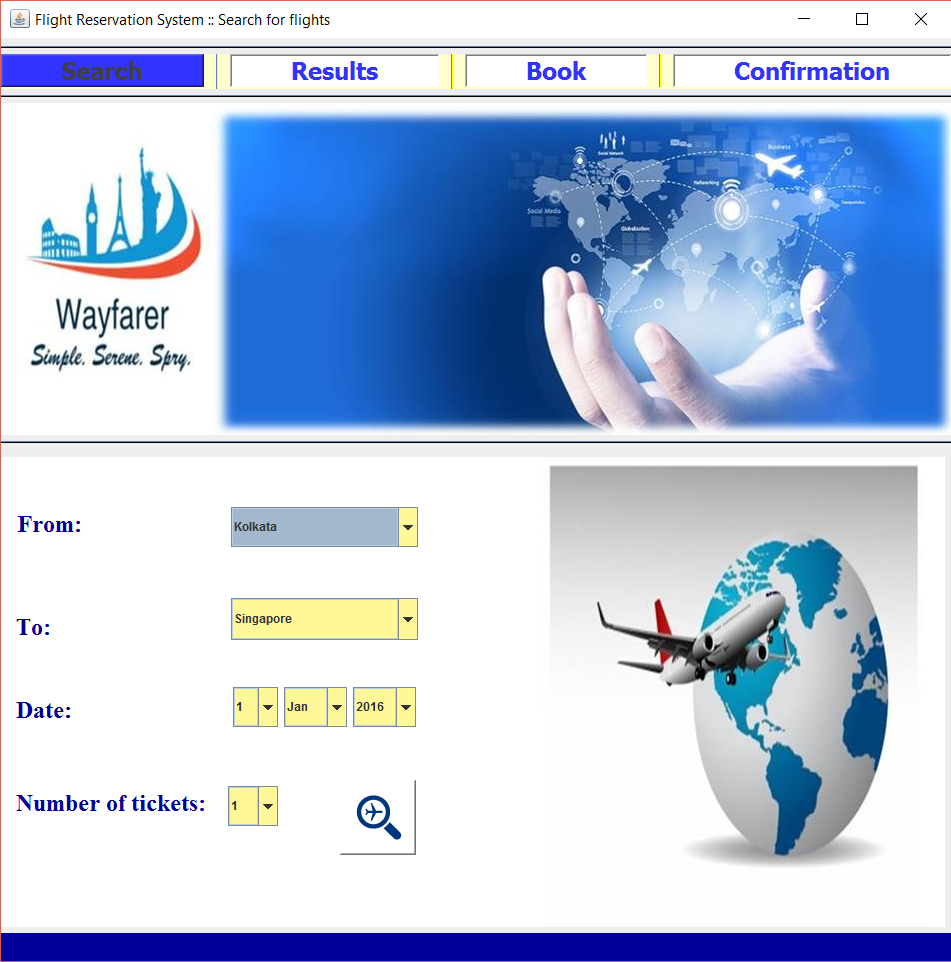 Flight Reservation System :: Search for flights
Search
Results
Book
Confirmation
Wayfarer
Simple. Serene. Spry.
Social Network
Business
Networking
Social Media
Transportation
Globalization
From:
Kolkata
To:
Singapore
Date:
1
Jan
2016
Number of tickets:
1